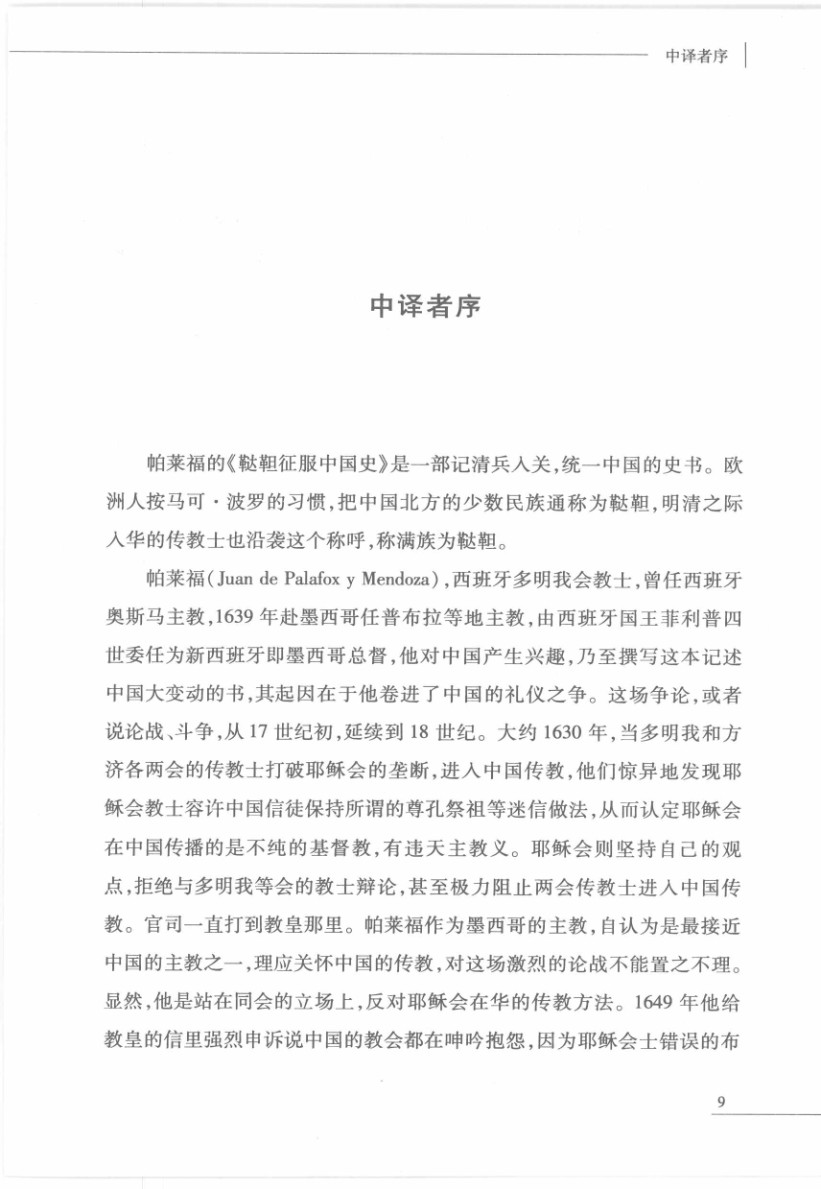 中译者序
中译者序
帕莱福的《鞑靼征服中国史》是一部记清兵入关,统一中国的史书。欧
洲人按马可·波罗的习惯,把中国北方的少数民族通称为鞑靼,明清之际
入华的传教士也沿袭这个称呼,称满族为鞑靼。
帕莱福(Juan de Palafox y Mendoza),西班牙多明我会教士,曾任西班牙
奥斯马主教,1639 年赴墨西哥任普布拉等地主教,由西班牙国王菲利普四
世委任为新西班牙即墨西哥总督,他对中国产生兴趣,乃至撰写这本记述
中国大变动的书,其起因在于他卷进了中国的礼仪之争。这场争论,或者
说论战、斗争,从 17 世纪初,延续到 18 世纪。大约 1630 年,当多明我和方
济各两会的传教士打破耶稣会的垄断,进入中国传教,他们惊异地发现耶
稣会教士容许中国信徒保持所谓的尊孔祭祖等迷信做法,从而认定耶稣会
在中国传播的是不纯的基督教,有违天主教义。耶稣会则坚持自己的观
点,拒绝与多明我等会的教士辩论,甚至极力阻止两会传教士进入中国传
教。官司一直打到教皇那里。帕莱福作为墨西哥的主教,自认为是最接近
中国的主教之一,理应关怀中国的传教,对这场激烈的论战不能置之不理。
显然,他是站在同会的立场上,反对耶稣会在华的传教方法。1649 年他给
教皇的信里强烈申诉说中国的教会都在呻吟抱怨,因为耶稣会士错误的布
9